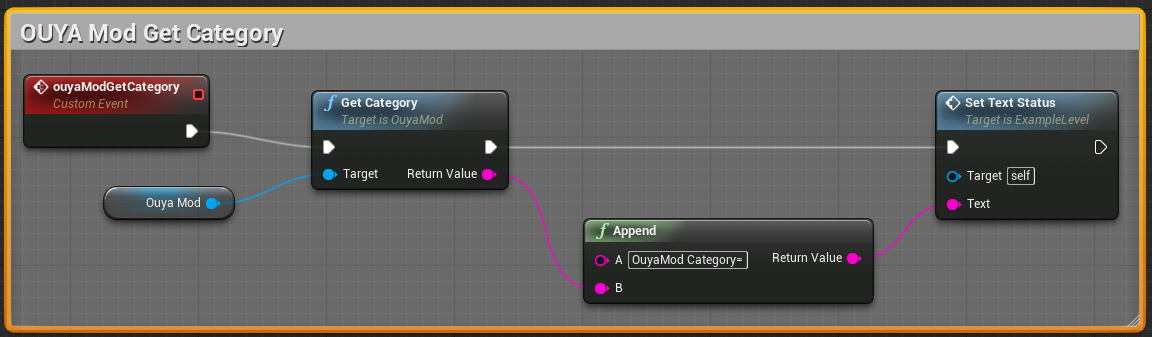 OUYA Mod Get Category
ouyaModGetCategory
Custom Event
Ouya Mod
f Get Category
Target is OuyaMod
Target Return Value
f Append
A OuyaMod Category= Return Value
B
Set Text Status
Target is ExampleLevel
Target self
Text